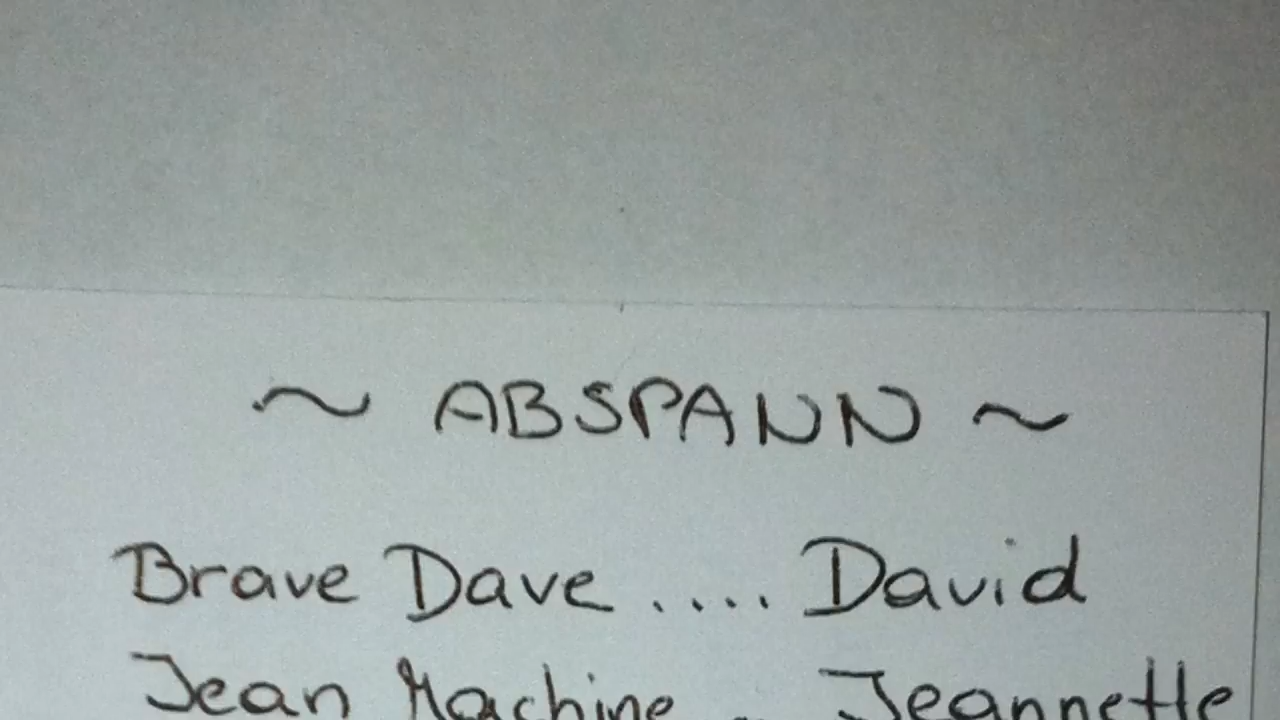 ~ ABSPANN ~
Brave Dave ..... David
Jean Machine .. Jeannette